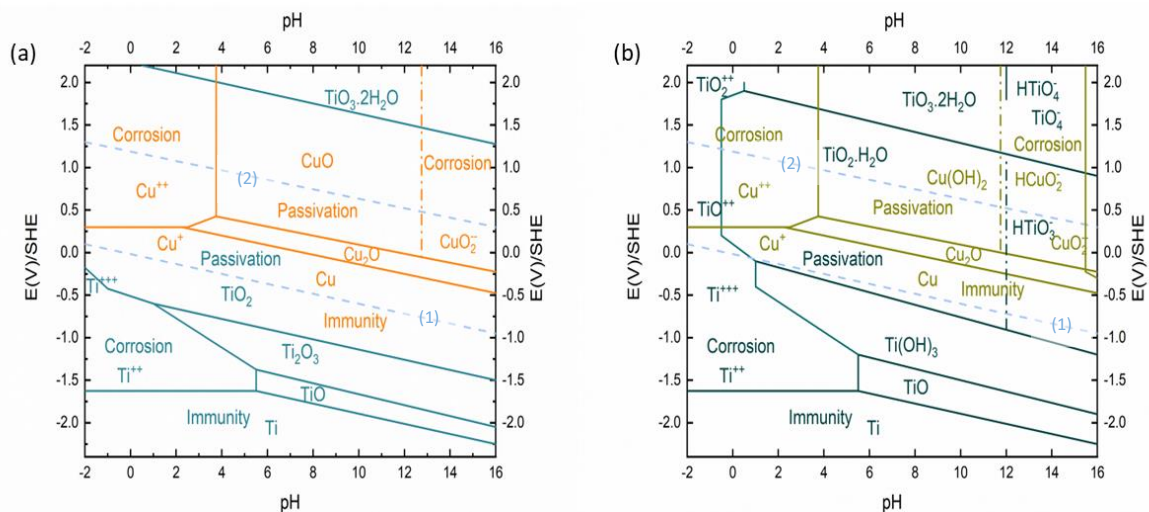 (a)
pH
-2 0 2 4 6 8 10 12 14 16
E(V)/SHE
2.0
1.5
1.0
0.5
0.0
-0.5
-1.0
-1.5
-2.0
TiO₃.2H₂O
Corrosion
CuO
Corrosion
(2)
Cu⁺⁺
Passivation
Cu⁺
Cu₂O
CuO₂⁻
Passivation
Cu
Ti⁺⁺⁺
TiO₂
Immunity
(1)
Corrosion
Ti₂O₃
Ti⁺⁺
TiO
Immunity
Ti
2.0
1.5
1.0
0.5
0.0
-0.5
-1.0
-1.5
-2.0
E(V)/SHE
-2 0 2 4 6 8 10 12 14 16
pH
(b)
pH
-2 0 2 4 6 8 10 12 14 16
E(V)/SHE
2.0
1.5
1.0
0.5
0.0
-0.5
-1.0
-1.5
-2.0
TiO₂⁺⁺
TiO₃.2H₂O
HTiO₄⁻
TiO₄⁻
Corrosion
Corrosion
(2)
TiO₂.H₂O
Cu⁺⁺
Cu(OH)₂
HCuO₂⁻
TiO⁺⁺
Passivation
HTiO₃⁻
Cu⁺
Cu₂O
CuO₂⁻
Passivation
Cu
Ti⁺⁺⁺
Immunity
(1)
Corrosion
Ti(OH)₃
Ti⁺⁺
TiO
Immunity
Ti
2.0
1.5
1.0
0.5
0.0
-0.5
-1.0
-1.5
-2.0
E(V)/SHE
-2 0 2 4 6 8 10 12 14 16
pH